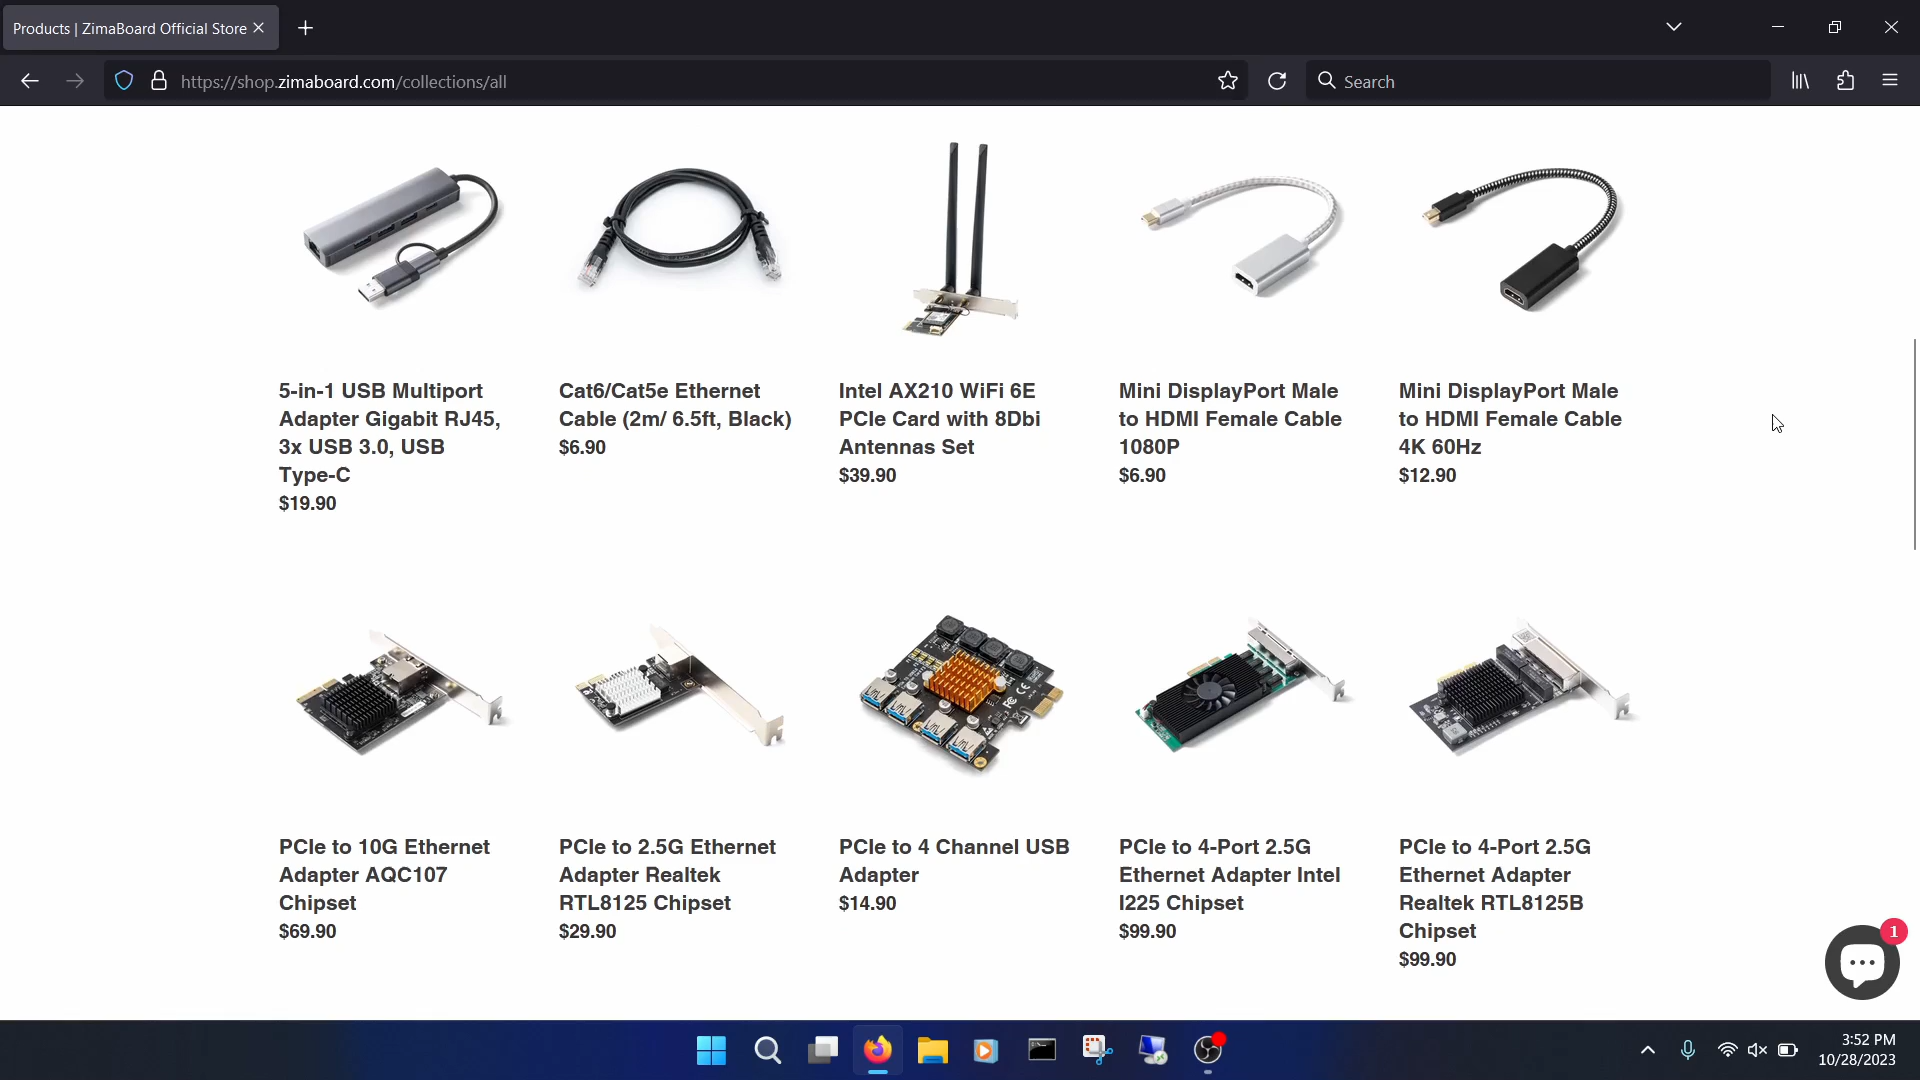 Products | ZimaBoard Official Store
https://shop.zimaboard.com/collections/all
Search
5-in-1 USB Multiport
Adapter Gigabit RJ45,
3x USB 3.0, USB
Type-C
$19.90
Cat6/Cat5e Ethernet
Cable (2m/ 6.5ft, Black)
$6.90
Intel AX210 WiFi 6E
PCIe Card with 8Dbi
Antennas Set
$39.90
Mini DisplayPort Male
to HDMI Female Cable
1080P
$6.90
Mini DisplayPort Male
to HDMI Female Cable
4K 60Hz
$12.90
PCIe to 10G Ethernet
Adapter AQC107
Chipset
$69.90
PCIe to 2.5G Ethernet
Adapter Realtek
RTL8125 Chipset
$29.90
PCIe to 4 Channel USB
Adapter
$14.90
PCIe to 4-Port 2.5G
Ethernet Adapter Intel
I225 Chipset
$99.90
PCIe to 4-Port 2.5G
Ethernet Adapter
Realtek RTL8125B
Chipset
$99.90
1
3:52 PM
10/28/2023